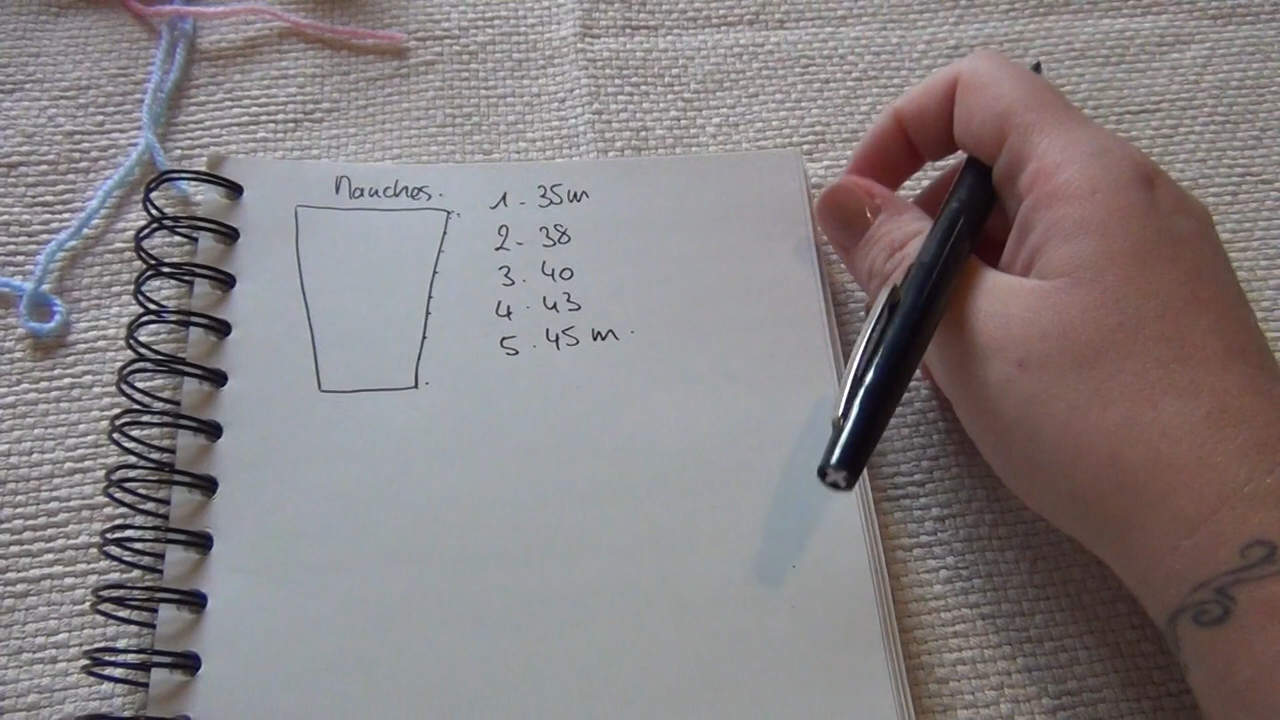 Manches.
1 - 35m
2 - 38
3 . 40
4 . 43
5 . 45 m.